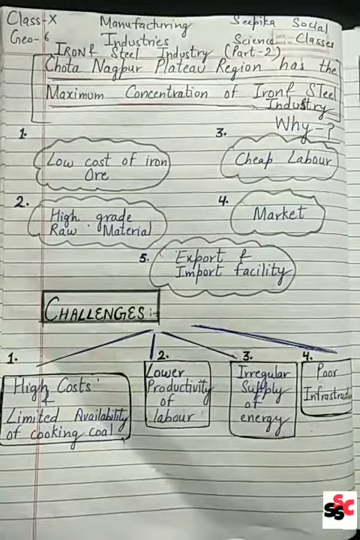 Class-X Manufacturing Seepika Social
Geo-6 Industries Science Classes
Iron & Steel Industry (Part-2)
Chota Nagpur Plateau Region has the
Maximum Concentration of Iron & Steel
Industry
Why-?
1.
Low cost of iron
Ore
3.
Cheap Labour
2.
High grade
Raw Material
4.
Market
5.
Export &
Import facility
CHALLENGES:-
1.
High Costs
&
Limited Availability
of cooking coal
2.
Lower
Productivity
of
labour
3.
Irregular
Supply
of
energy
4.
Poor
Infrastructure
SSC